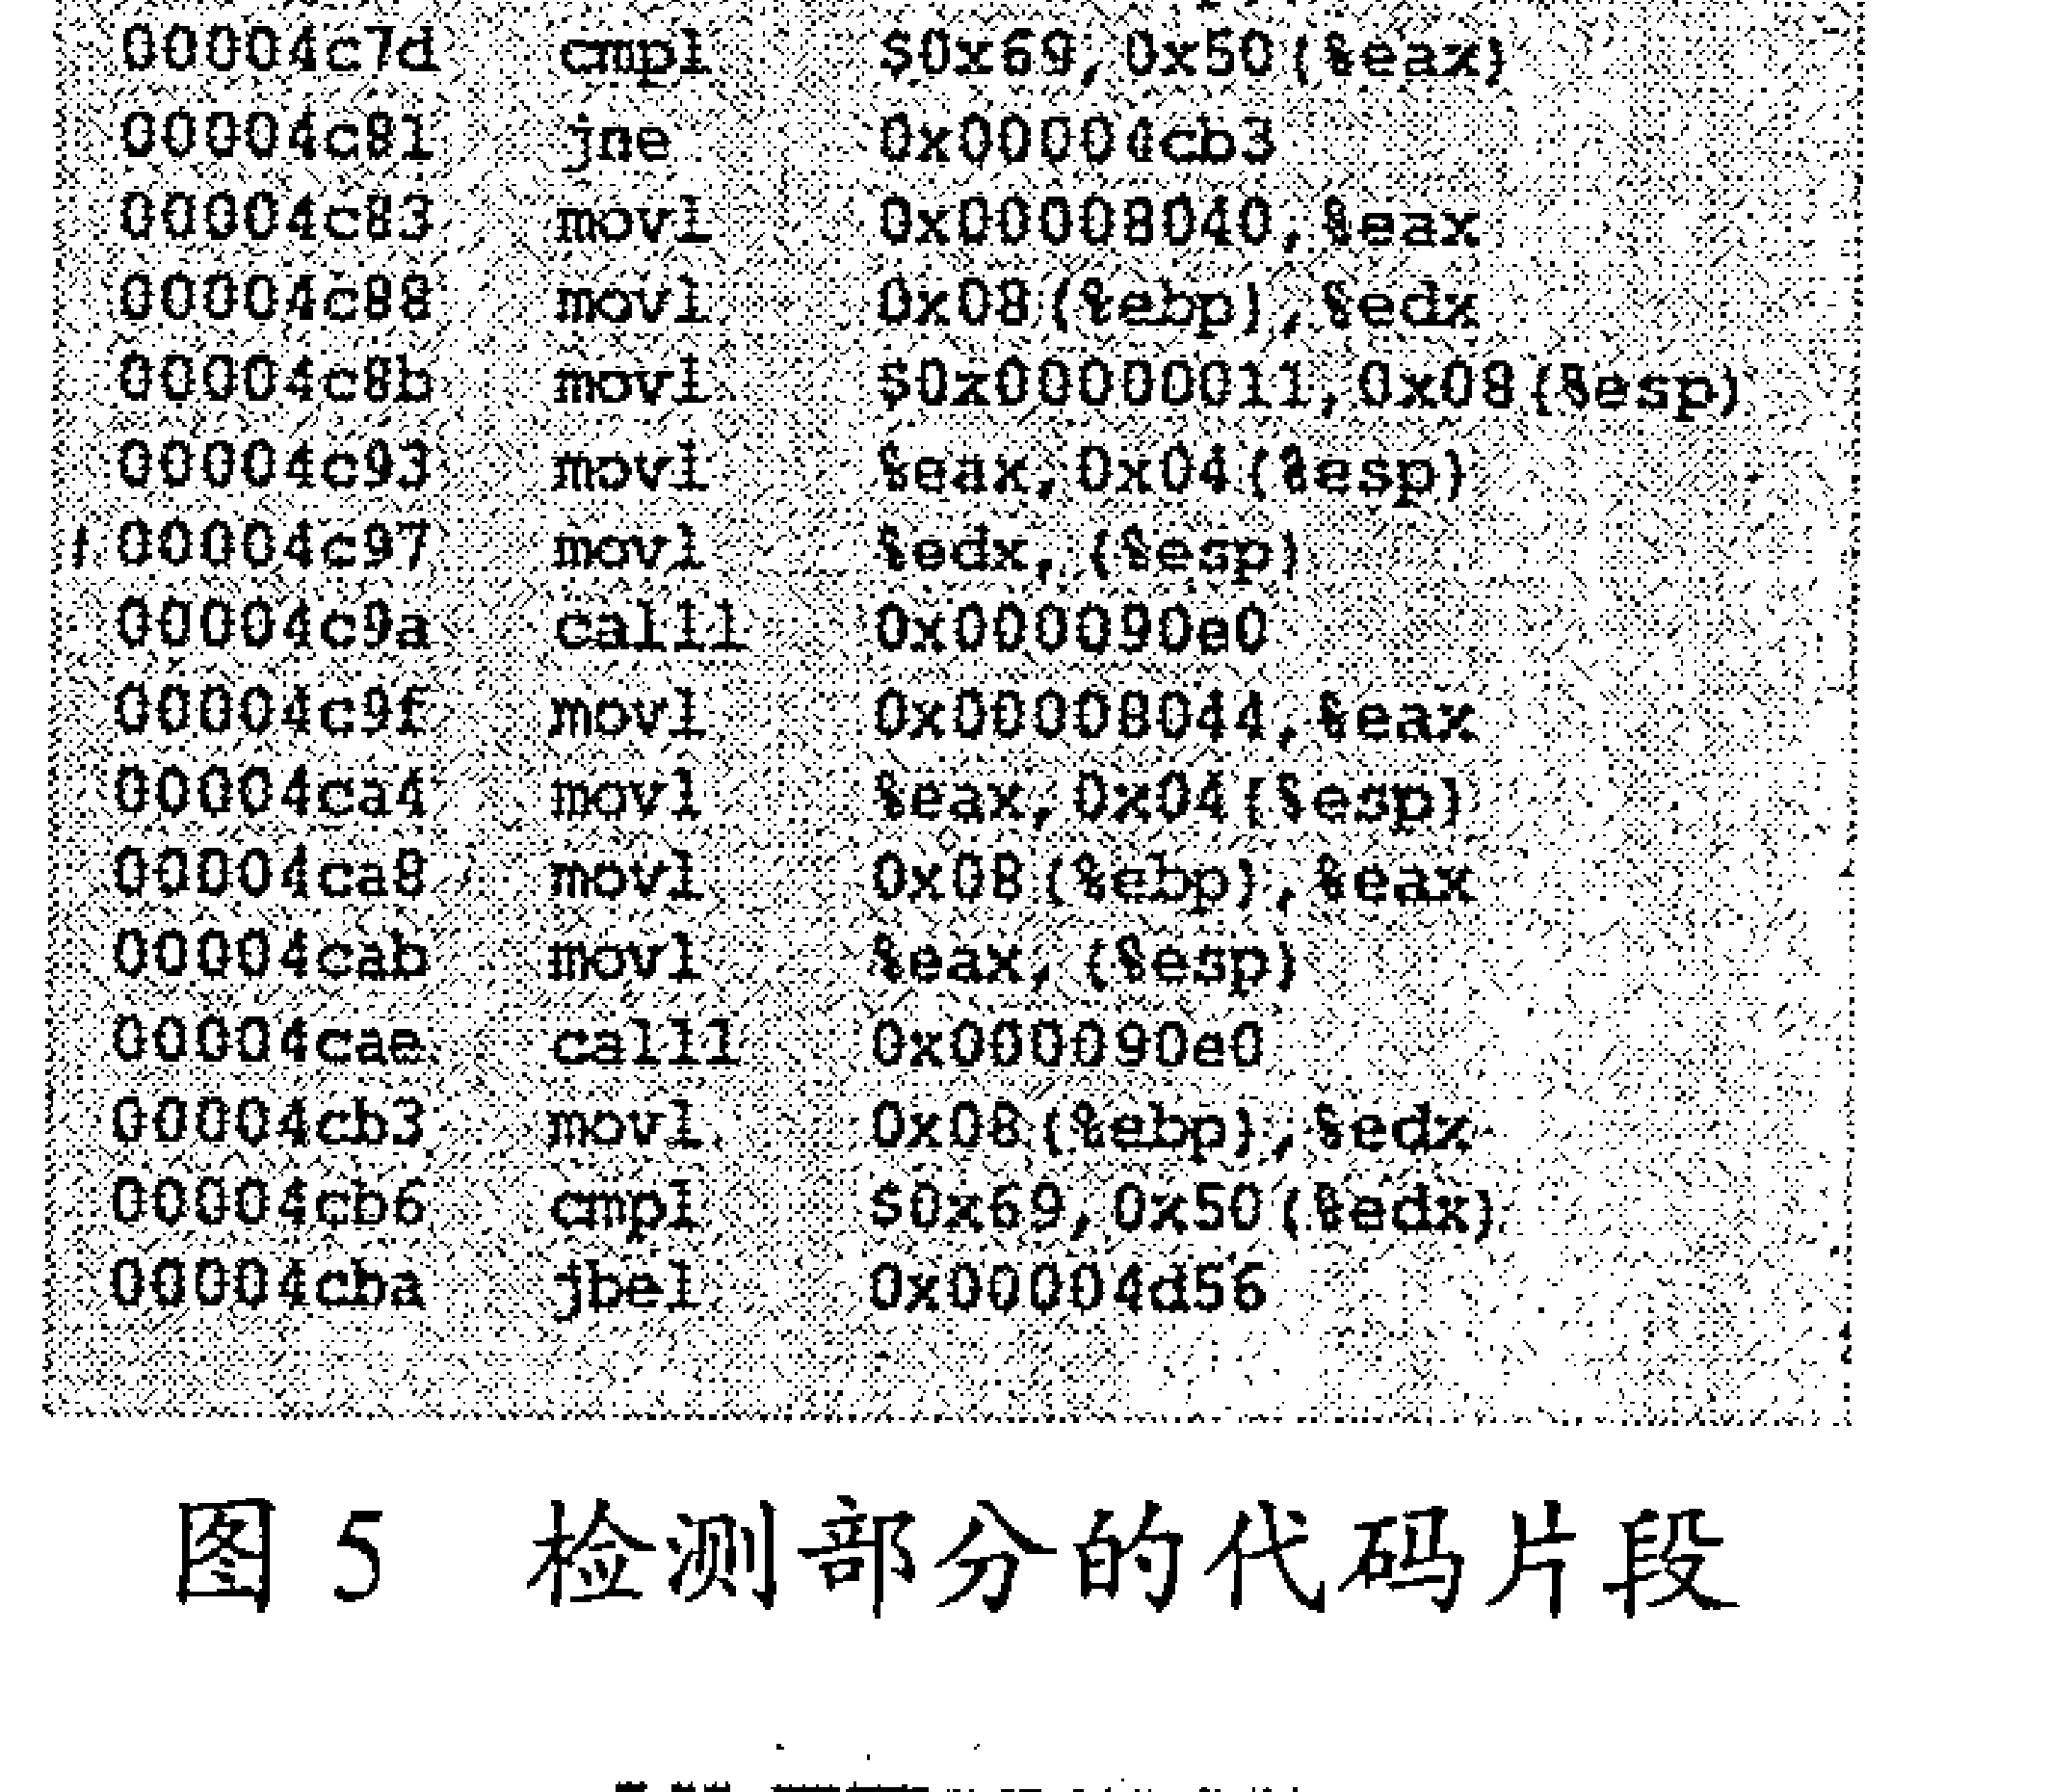 00004c7d cmpl $0x69,0x50(%eax)
00004c81 jne 0x00004cb3
00004c83 movl 0x00008040,%eax
00004c88 movl 0x08(%ebp),%edx
00004c8b movl $0x00000011,0x08(%esp)
00004c93 movl %eax,0x04(%esp)
00004c97 movl %edx,(%esp)
00004c9a calll 0x000090e0
00004c9f movl 0x00008044,%eax
00004ca4 movl %eax,0x04(%esp)
00004ca8 movl 0x08(%ebp),%eax
00004cab movl %eax,(%esp)
00004cae calll 0x000090e0
00004cb3 movl 0x08(%ebp),%edx
00004cb6 cmpl $0x69,0x50(%edx)
00004cba jbel 0x00004d56
图 5 检测部分的代码片段